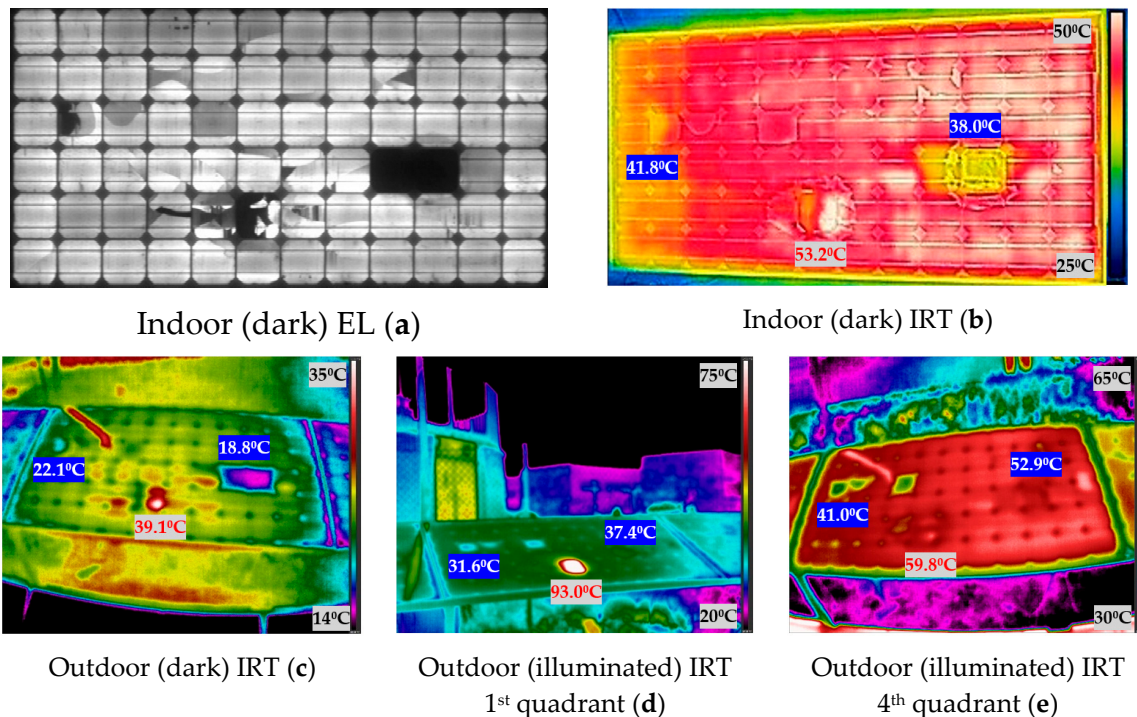 50⁰C
38.0⁰C
41.8⁰C
53.2⁰C
25⁰C
Indoor (dark) EL (a)
Indoor (dark) IRT (b)
35⁰C
18.8⁰C
22.1⁰C
39.1⁰C
14⁰C
75⁰C
37.4⁰C
31.6⁰C
93.0⁰C
20⁰C
65⁰C
52.9⁰C
41.0⁰C
59.8⁰C
30⁰C
Outdoor (dark) IRT (c)
Outdoor (illuminated) IRT
1st quadrant (d)
Outdoor (illuminated) IRT
4th quadrant (e)